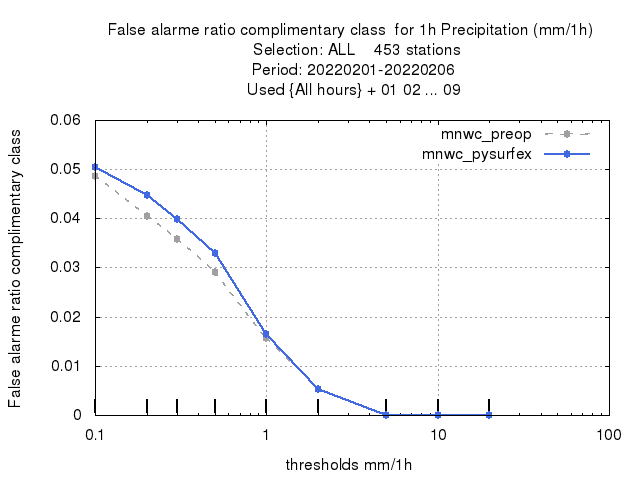 False alarme ratio complimentary class  for 1h Precipitation (mm/1h)
Selection: ALL    453 stations
Period: 20220201-20220206
Used {All hours} + 01 02 ... 09
mnwc_preop
mnwc_pysurfex
False alarme ratio complimentary class
0.06
0.05
0.04
0.03
0.02
0.01
0
0.1 1 10 100
thresholds mm/1h